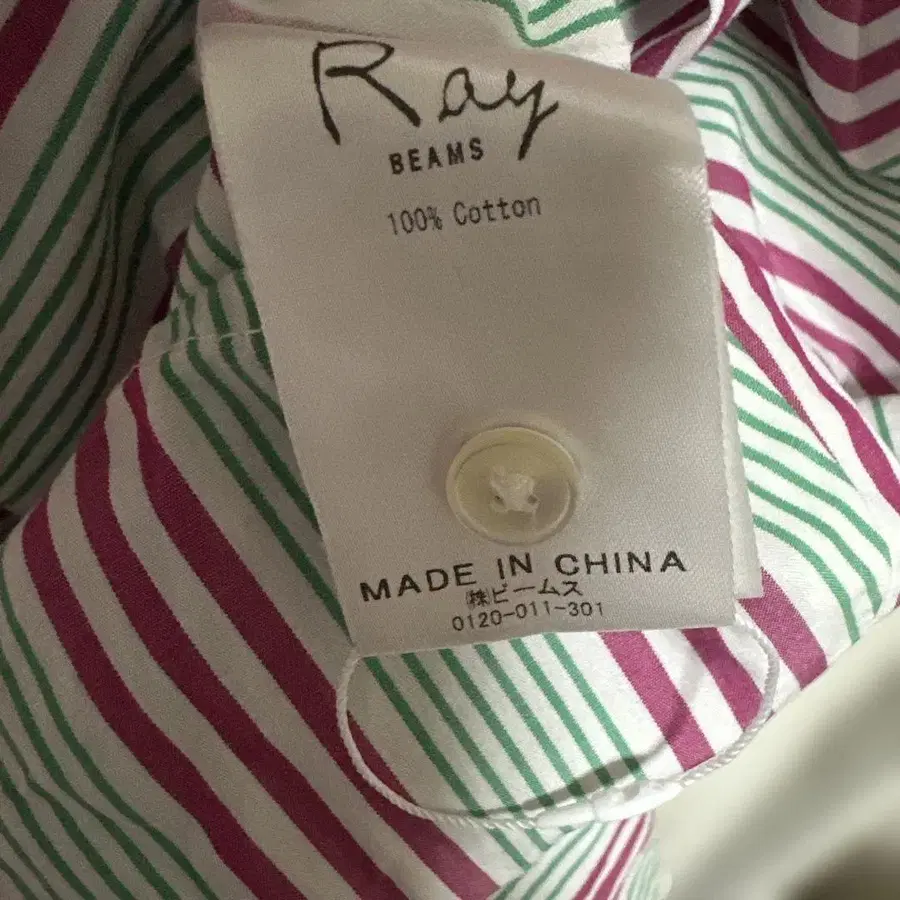 Ray
BEAMS
100% Cotton
MADE IN CHINA
㈱ビームス
0120-011-301